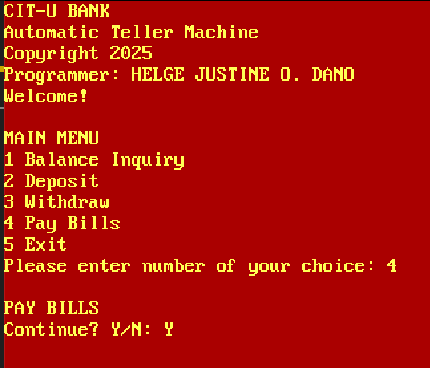 CIT-U BANK
Automatic Teller Machine
Copyright 2025
Programmer: HELGE JUSTINE O. DANO
Welcome!
MAIN MENU
1 Balance Inquiry
2 Deposit
3 Withdraw
4 Pay Bills
5 Exit
Please enter number of your choice: 4
PAY BILLS
Continue? Y/N: Y